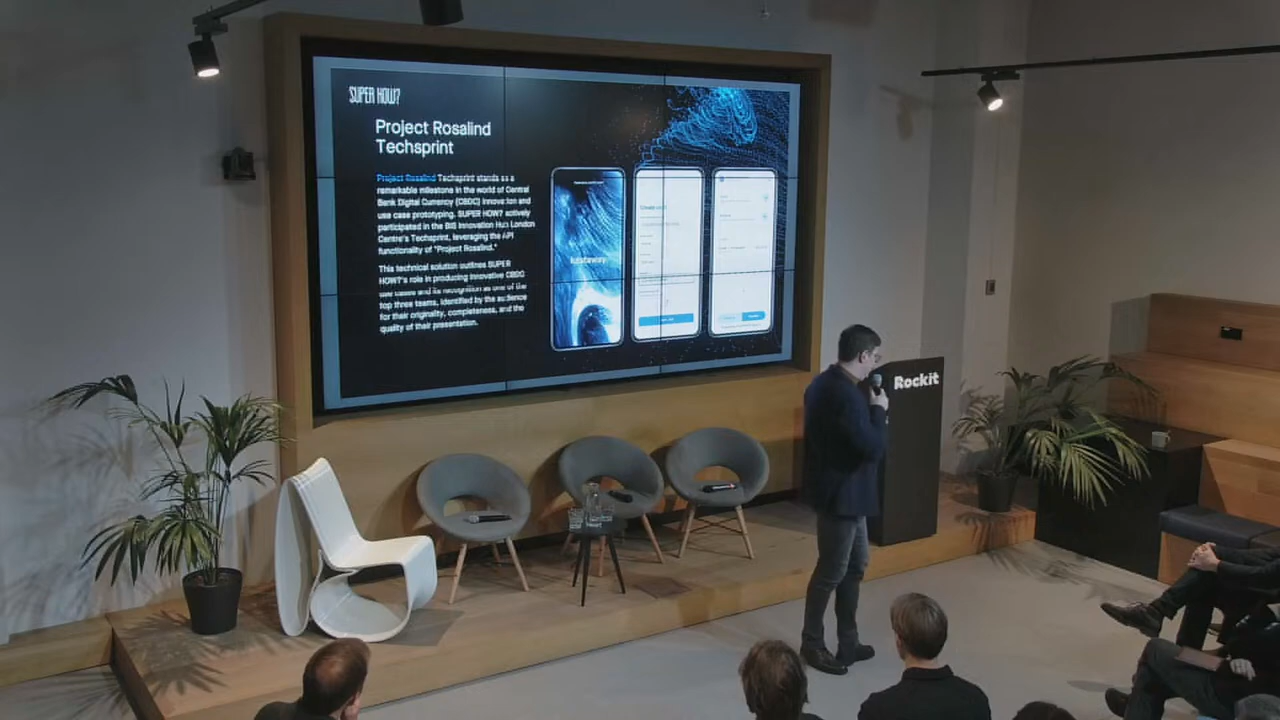 SUPER HOW?
Project Rosalind
Techsprint
Project Rosalind Techsprint stands as a
remarkable milestone in the world of Central
Bank Digital Currency (CBDC) innovation and
use case prototyping. SUPER HOW? actively
participated in the BIS Innovation Hub London
Centre's Techsprint, leveraging the API
functionality of "Project Rosalind."
This technical solution outlines SUPER
HOW?'s role in producing innovative CBDC
use cases and its recognition as one of the
top three teams, identified by the audience
for their originality, completeness, and the
quality of their presentation.
Rockit